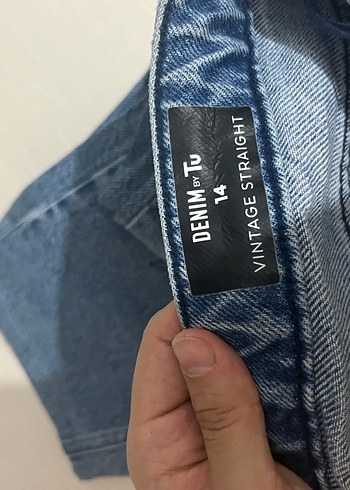 DENIM BY Tu
14
VINTAGE STRAIGHT